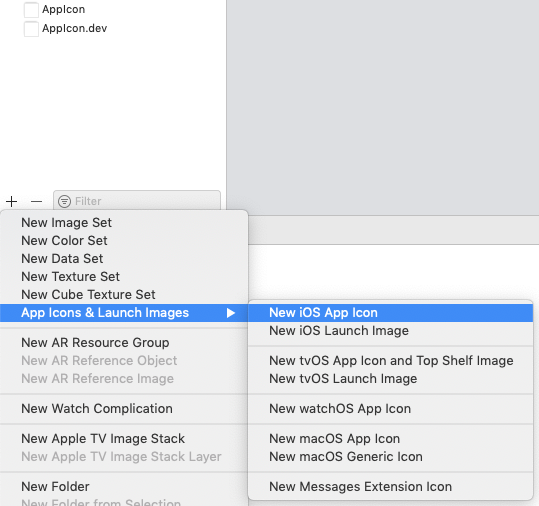 AppIcon
AppIcon.dev
Filter
New Image Set
New Color Set
New Data Set
New Texture Set
New Cube Texture Set
App Icons & Launch Images
New iOS App Icon
New iOS Launch Image
New AR Resource Group
New AR Reference Object
New tvOS App Icon and Top Shelf Image
New AR Reference Image
New tvOS Launch Image
New Watch Complication
New watchOS App Icon
New Apple TV Image Stack
New macOS App Icon
New Apple TV Image Stack Layer
New macOS Generic Icon
New Folder
New Messages Extension Icon
New Folder from Selection